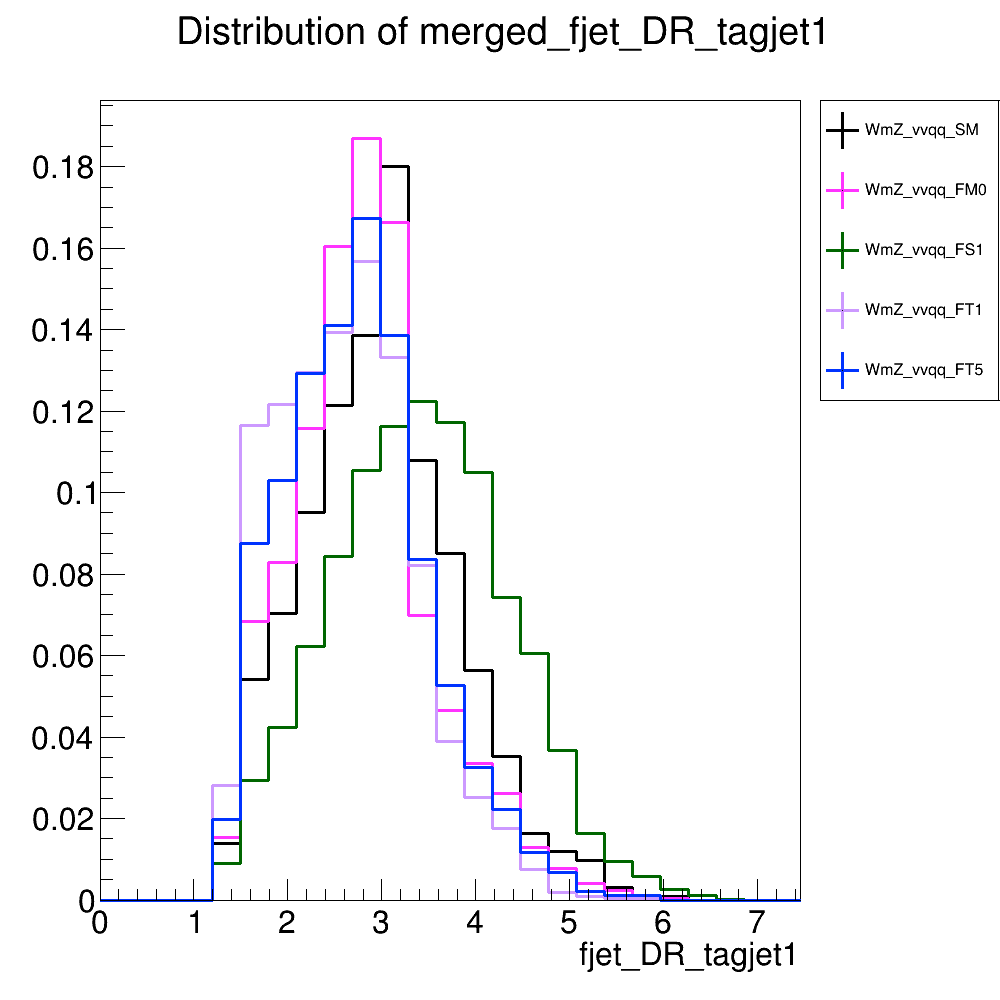 Distribution of merged_fjet_DR_tagjet1
WmZ_vvqq_SM
WmZ_vvqq_FM0
WmZ_vvqq_FS1
WmZ_vvqq_FT1
WmZ_vvqq_FT5
0.18
0.16
0.14
0.12
0.1
0.08
0.06
0.04
0.02
0
0 1 2 3 4 5 6 7
fjet_DR_tagjet1